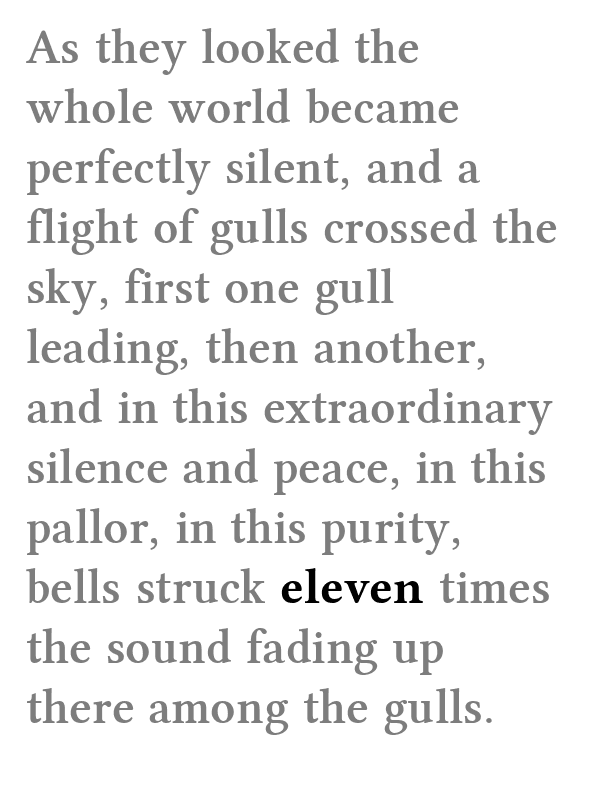 As they looked the
whole world became
perfectly silent, and a
flight of gulls crossed the
sky, first one gull
leading, then another,
and in this extraordinary
silence and peace, in this
pallor, in this purity,
bells struck eleven times
the sound fading up
there among the gulls.